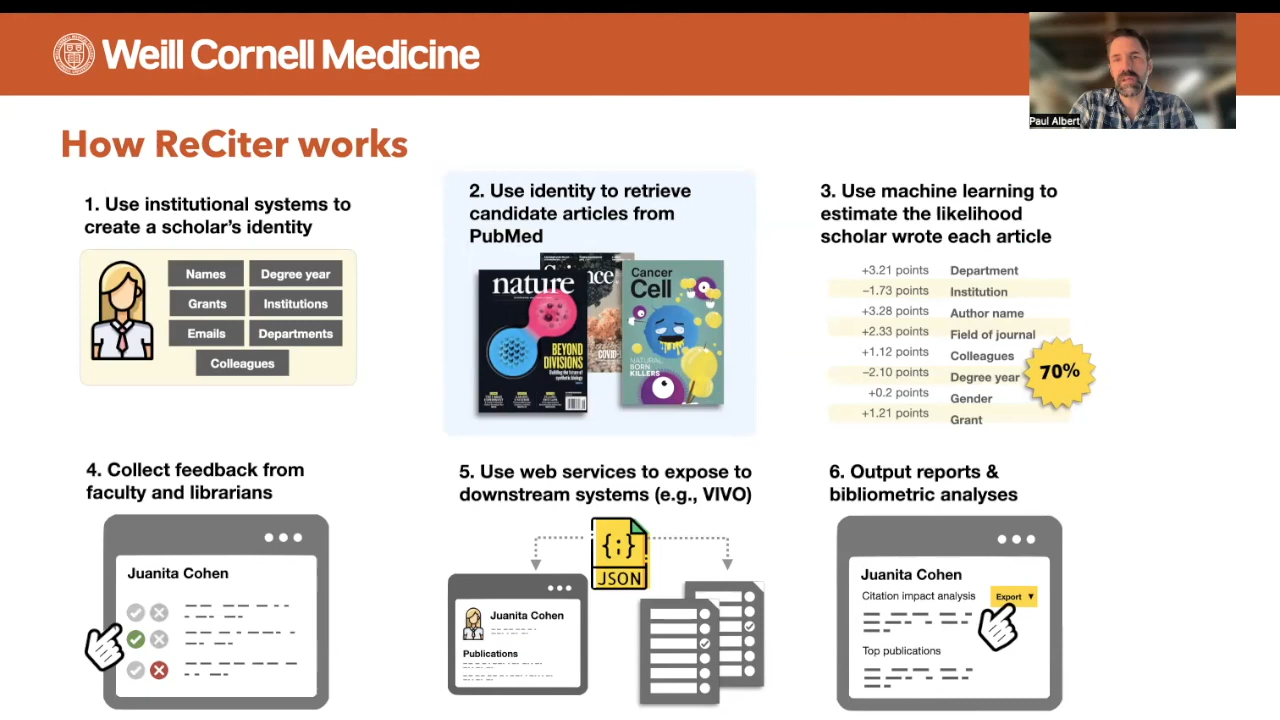 Weill Cornell Medicine
Paul Albert
How ReCiter works
1. Use institutional systems to
create a scholar's identity
Names
Degree year
Grants
Institutions
Emails
Departments
Colleagues
2. Use identity to retrieve
candidate articles from
PubMed
nature
BEYOND
DIVISIONS
Cancer
Cell
NATURAL
BORN
KILLERS
3. Use machine learning to
estimate the likelihood
scholar wrote each article
+3.21 points Department
−1.73 points Institution
+3.28 points Author name
+2.33 points Field of journal
+1.12 points Colleagues
−2.10 points Degree year
+0.2 points Gender
+1.21 points Grant
70%
4. Collect feedback from
faculty and librarians
Juanita Cohen
5. Use web services to expose to
downstream systems (e.g., VIVO)
{;}
JSON
Juanita Cohen
Publications
6. Output reports &
bibliometric analyses
Juanita Cohen
Citation impact analysis
Export ▼
Top publications